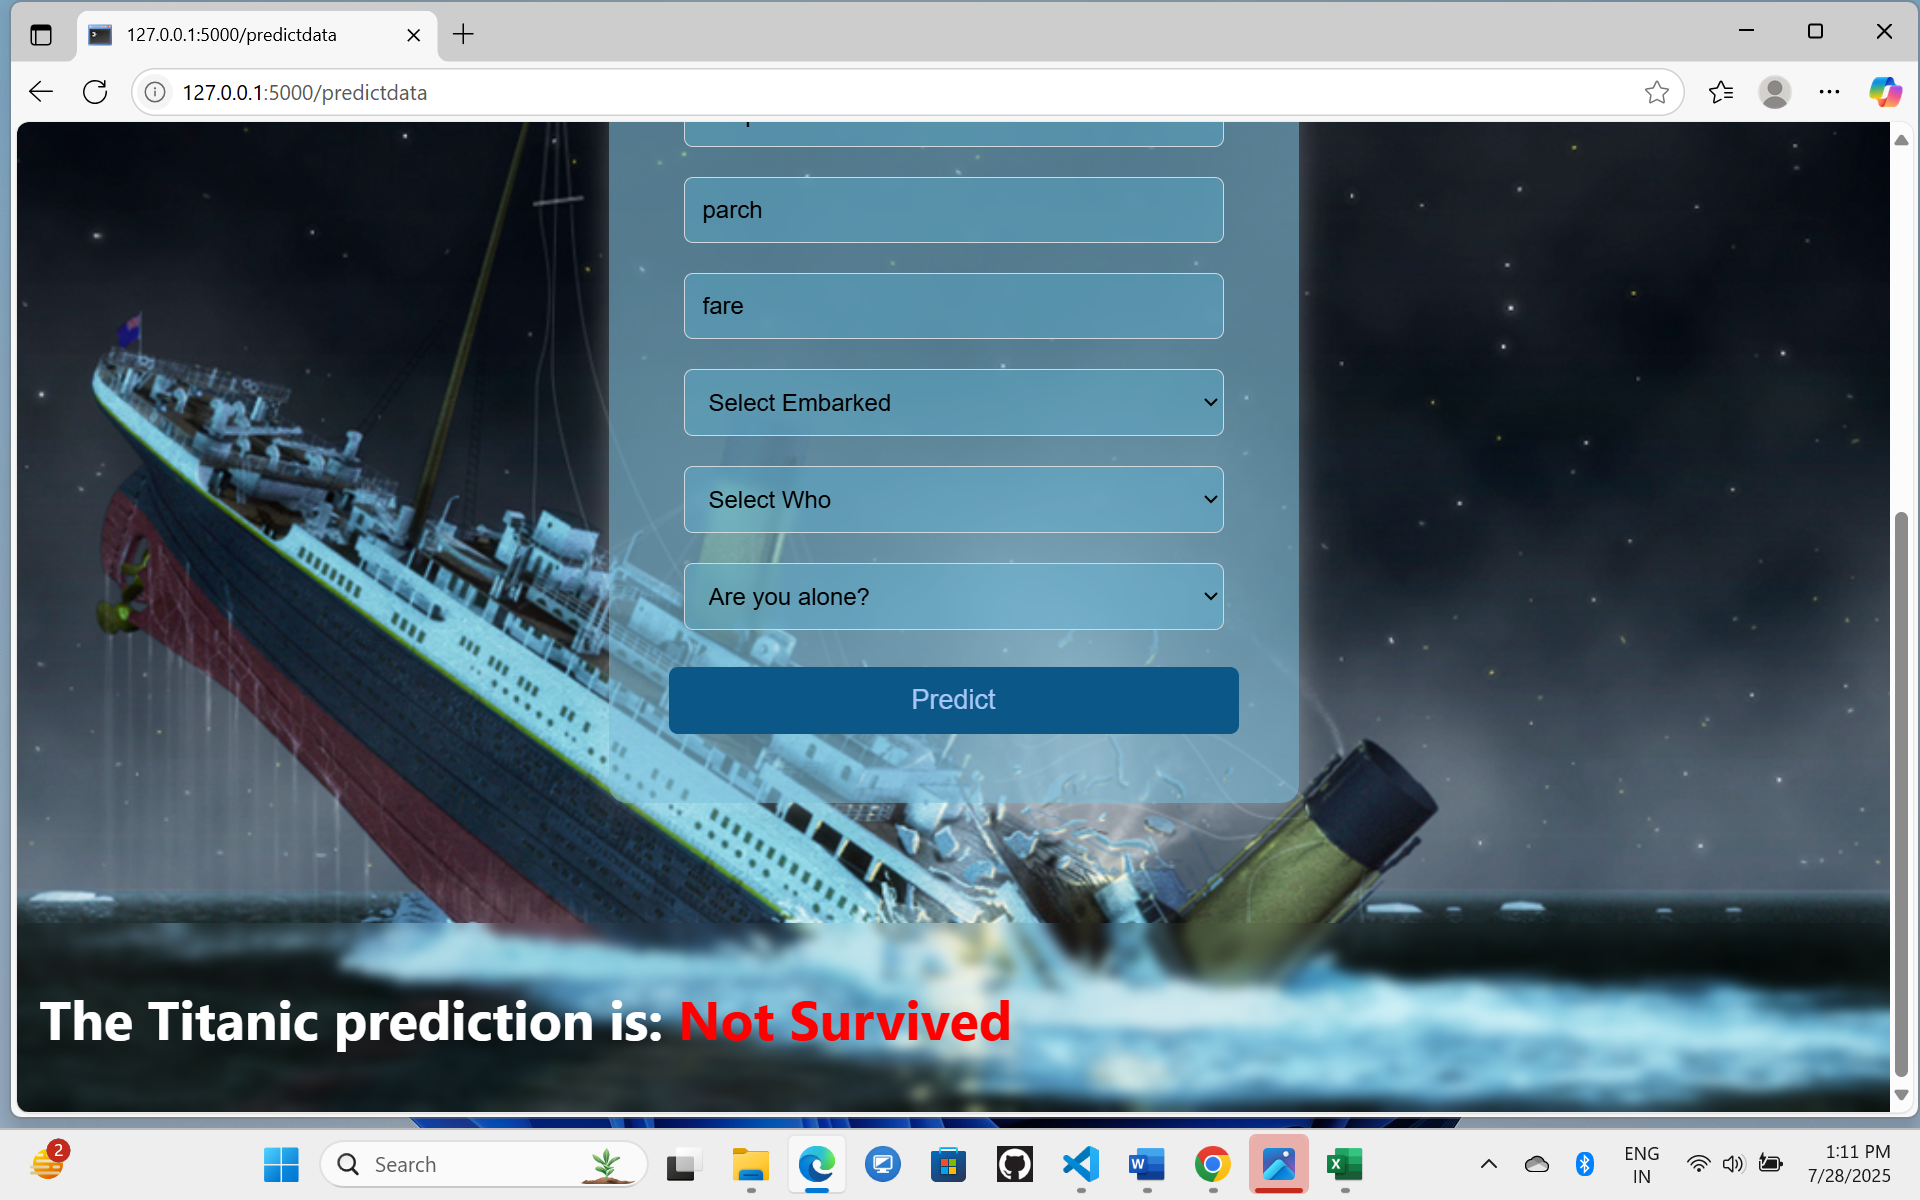 127.0.0.1:5000/predictdata
127.0.0.1:5000/predictdata
parch
fare
Select Embarked
Select Who
Are you alone?
Predict
The Titanic prediction is: Not Survived
2
Search
W
X
ENG
IN
1:11 PM
7/28/2025